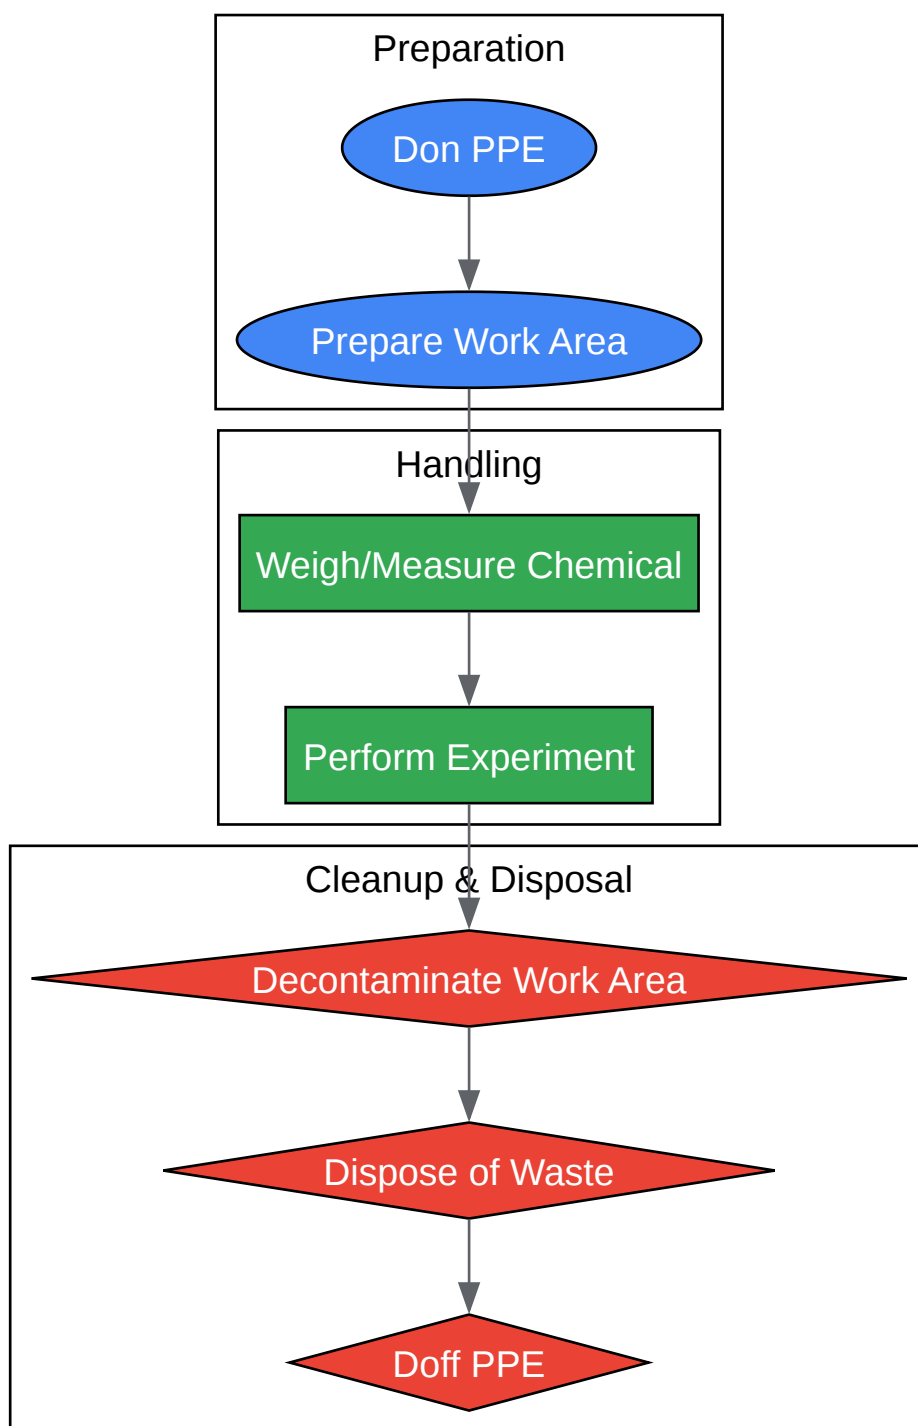 Preparation
Don PPE
Prepare Work Area
Handling
Weigh/Measure Chemical
Perform Experiment
Cleanup & Disposal
Decontaminate Work Area
Dispose of Waste
Doff PPE